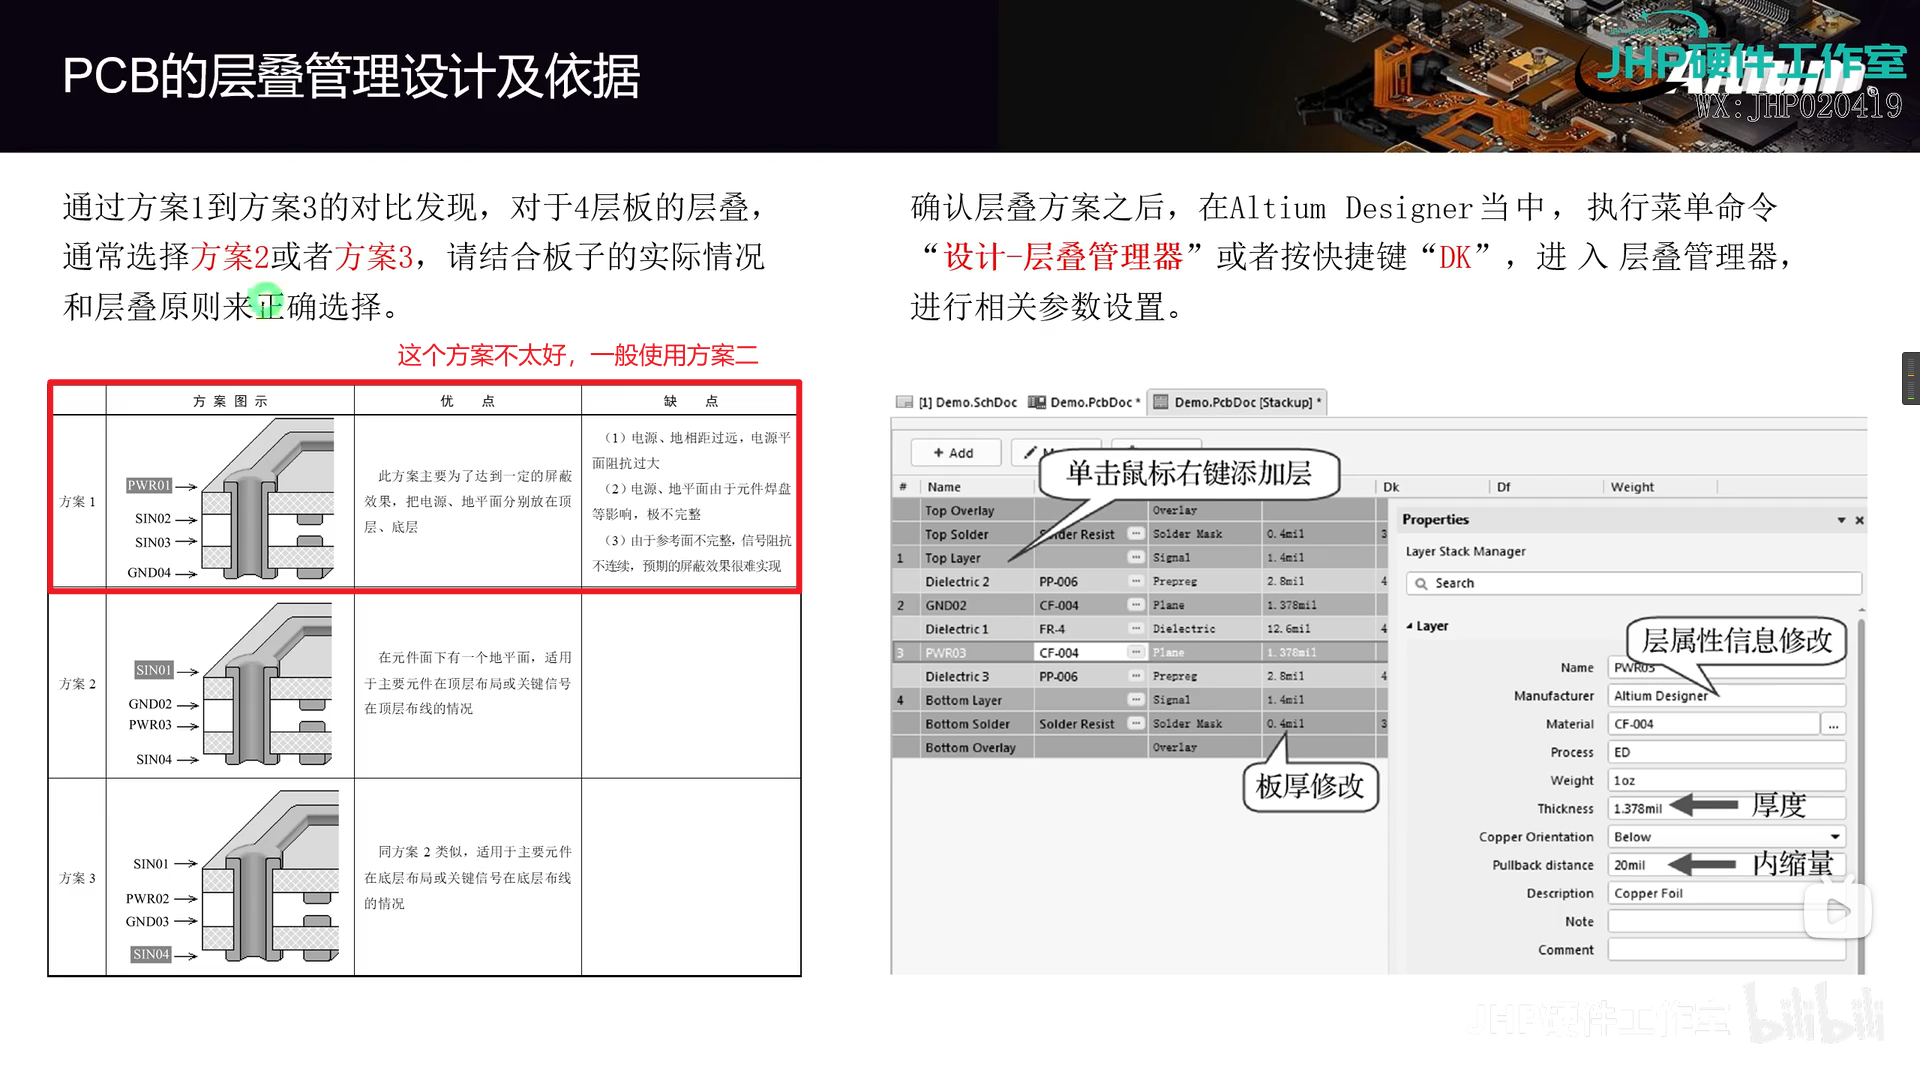 PCB的层叠管理设计及依据
JHP硬件工作室
Altium
WX:JHP020419
通过方案1到方案3的对比发现，对于4层板的层叠，
通常选择方案2或者方案3，请结合板子的实际情况
和层叠原则来正确选择。
这个方案不太好，一般使用方案二
方 案 图 示
优 点
缺 点
方案 1
PWR01
SIN02
SIN03
GND04
此方案主要为了达到一定的屏蔽
效果，把电源、地平面分别放在顶
层、底层
（1）电源、地相距过远，电源平
面阻抗过大
（2）电源、地平面由于元件焊盘
等影响，极不完整
（3）由于参考面不完整，信号阻抗
不连续，预期的屏蔽效果很难实现
方案 2
SIN01
GND02
PWR03
SIN04
在元件面下有一个地平面，适用
于主要元件在顶层布局或关键信号
在顶层布线的情况
方案 3
SIN01
PWR02
GND03
SIN04
同方案 2 类似，适用于主要元件
在底层布局或关键信号在底层布线
的情况
确认层叠方案之后，在Altium Designer当中，执行菜单命令
“设计-层叠管理器”或者按快捷键“DK”，进 入 层叠管理器，
进行相关参数设置。
[1] Demo.SchDoc Demo.PcbDoc * Demo.PcbDoc [Stackup] *
+ Add
单击鼠标右键添加层
# Name Dk Df Weight
Top Overlay Overlay
Top Solder Solder Resist Solder Mask 0.4mil 3
1 Top Layer Signal 1.4mil
Dielectric 2 PP-006 Prepreg 2.8mil 4
2 GND02 CF-004 Plane 1.378mil
Dielectric 1 FR-4 Dielectric 12.6mil 4
3 PWR03 CF-004 Plane 1.378mil
Dielectric 3 PP-006 Prepreg 2.8mil 4
4 Bottom Layer Signal 1.4mil
Bottom Solder Solder Resist Solder Mask 0.4mil 3
Bottom Overlay Overlay
板厚修改
Properties
Layer Stack Manager
Search
Layer
层属性信息修改
Name PWR03
Manufacturer Altium Designer
Material CF-004 ...
Process ED
Weight 1oz
Thickness 1.378mil 厚度
Copper Orientation Below
Pullback distance 20mil 内缩量
Description Copper Foil
Note
Comment
JHP硬件工作室 bilibili